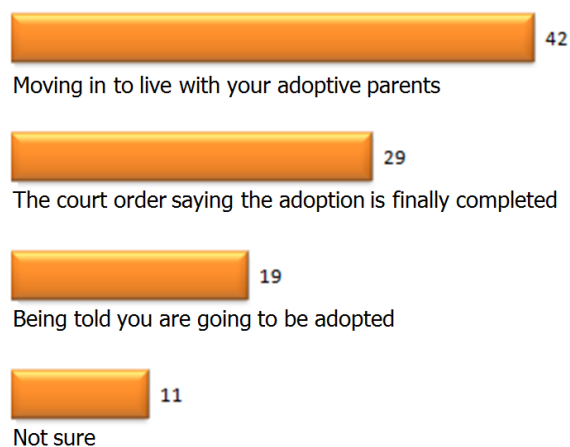 42
Moving in to live with your adoptive parents
29
The court order saying the adoption is finally completed
19
Being told you are going to be adopted
11
Not sure